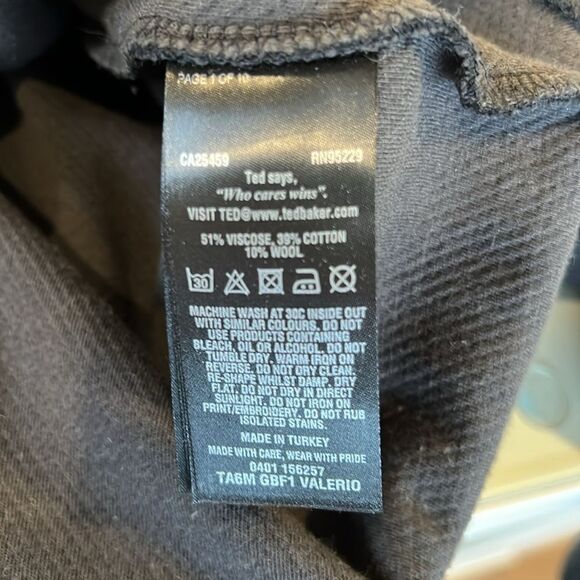 PAGE 1 OF 10
CA25459 RN95229
Ted says,
"Who cares wins".
VISIT TED@www.tedbaker.com
51% VISCOSE, 39% COTTON
10% WOOL
30
MACHINE WASH AT 30C INSIDE OUT
WITH SIMILAR COLOURS. DO NOT
USE PRODUCTS CONTAINING
BLEACH, OIL OR ALCOHOL. DO NOT
TUMBLE DRY. WARM IRON ON
REVERSE. DO NOT DRY CLEAN.
RE-SHAPE WHILST DAMP. DRY
FLAT. DO NOT DRY IN DIRECT
SUNLIGHT. DO NOT IRON ON
PRINT/EMBROIDERY. DO NOT RUB
ISOLATED STAINS.
MADE IN TURKEY
MADE WITH CARE, WEAR WITH PRIDE
0401 156257
TA6M GBF1 VALERIO